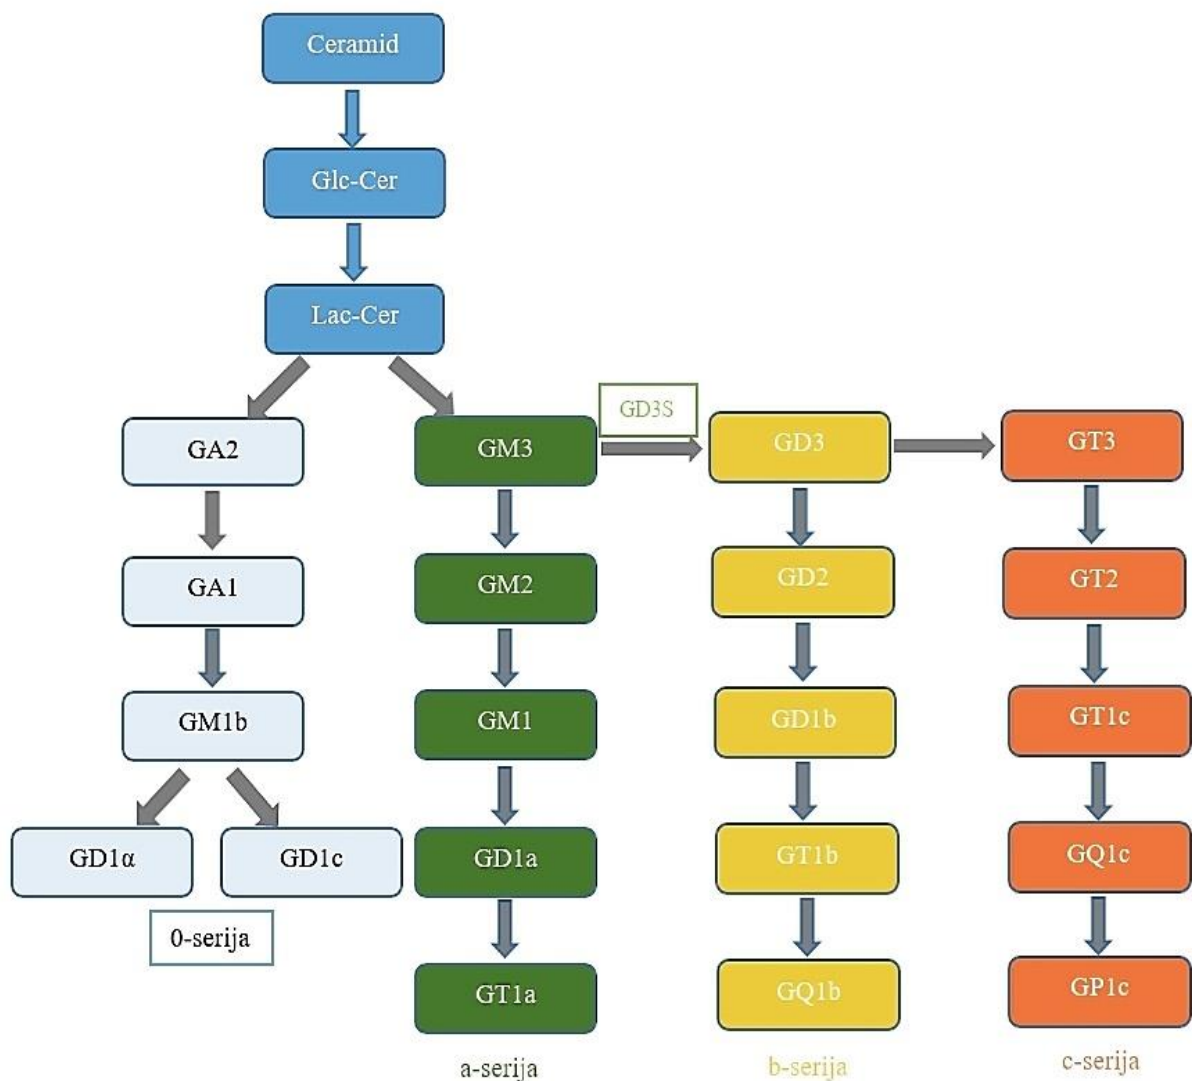 Ceramid
Glc-Cer
Lac-Cer
GD3S
GA2
GM3
GD3
GT3
GA1
GM2
GD2
GT2
GM1b
GM1
GD1b
GT1c
GD1α
GD1c
GD1a
GT1b
GQ1c
0-serija
GT1a
GQ1b
GP1c
a-serija
b-serija
c-serija